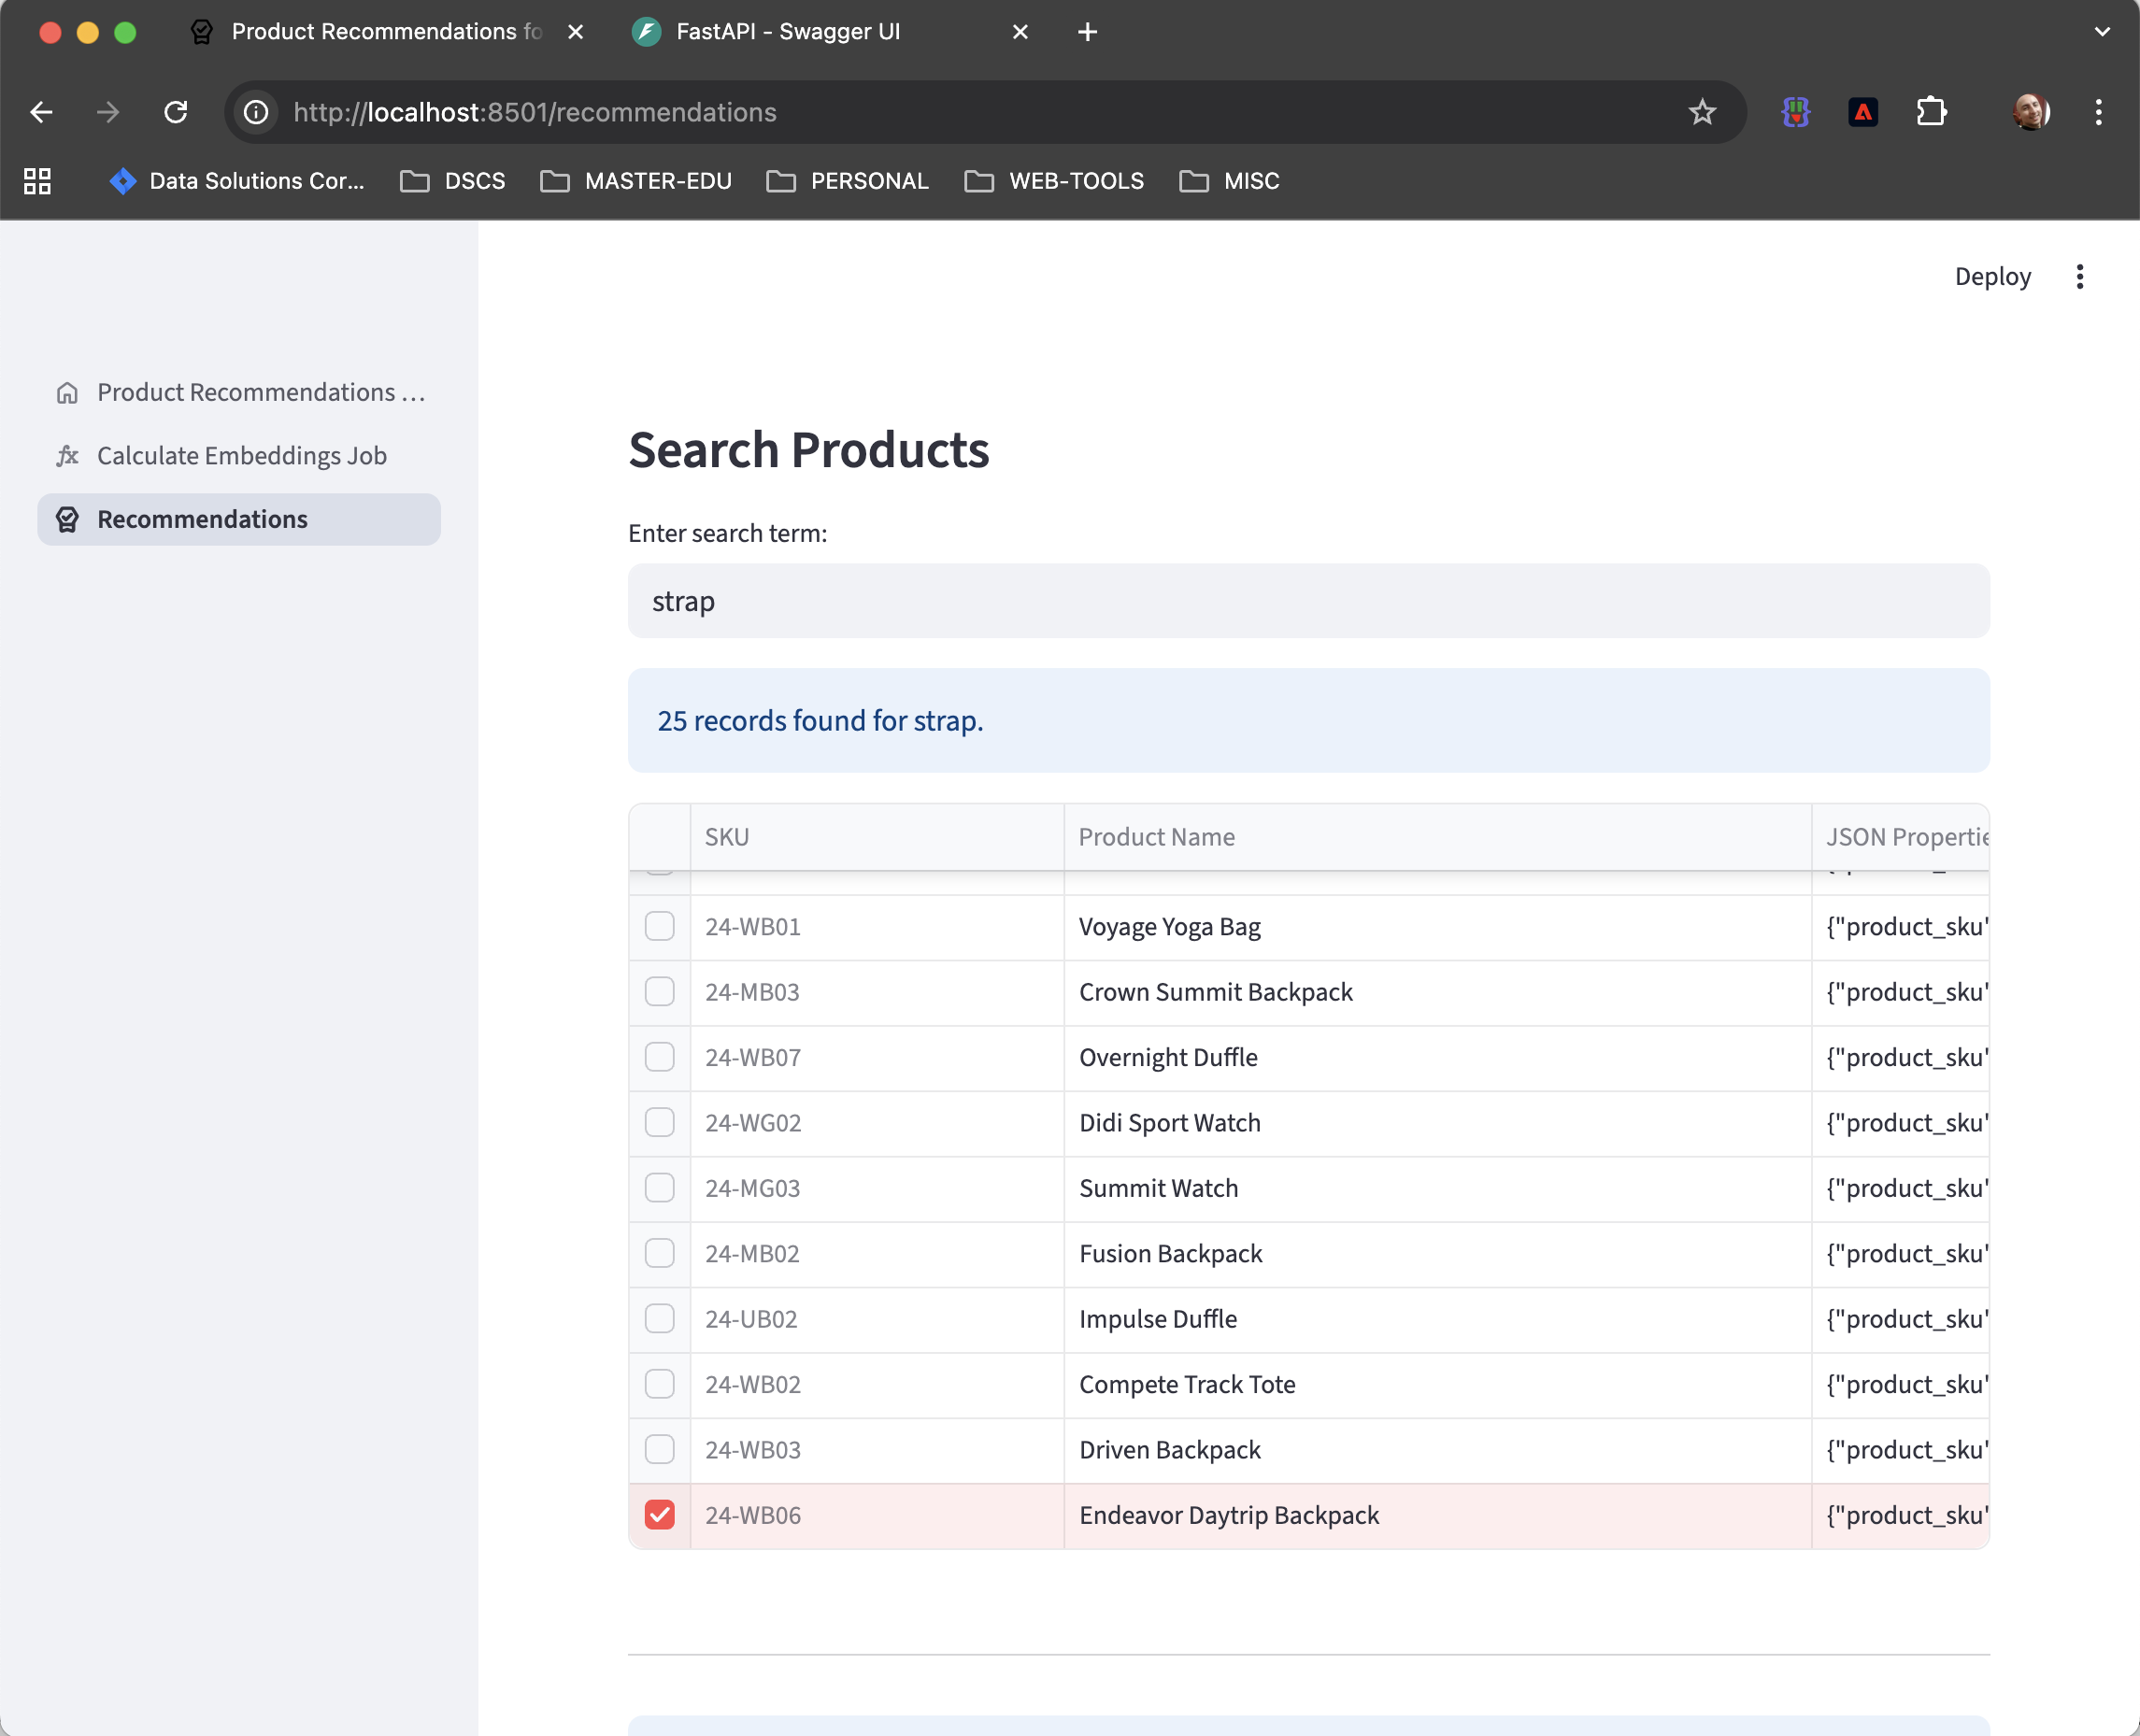 Product Recommendations fo
FastAPI - Swagger UI
http://localhost:8501/recommendations
Data Solutions Cor...
DSCS
MASTER-EDU
PERSONAL
WEB-TOOLS
MISC
Deploy
Product Recommendations ...
Calculate Embeddings Job
Recommendations
Search Products
Enter search term:
strap
25 records found for strap.
SKU Product Name JSON Propertie
24-WB01 Voyage Yoga Bag {"product_sku"
24-MB03 Crown Summit Backpack {"product_sku"
24-WB07 Overnight Duffle {"product_sku"
24-WG02 Didi Sport Watch {"product_sku"
24-MG03 Summit Watch {"product_sku"
24-MB02 Fusion Backpack {"product_sku"
24-UB02 Impulse Duffle {"product_sku"
24-WB02 Compete Track Tote {"product_sku"
24-WB03 Driven Backpack {"product_sku"
24-WB06 Endeavor Daytrip Backpack {"product_sku"